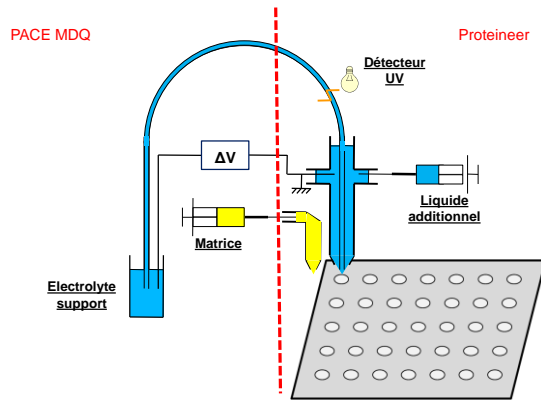 PACE MDQ
Proteineer
Détecteur
UV
ΔV
Liquide
additionnel
Matrice
Electrolyte
support